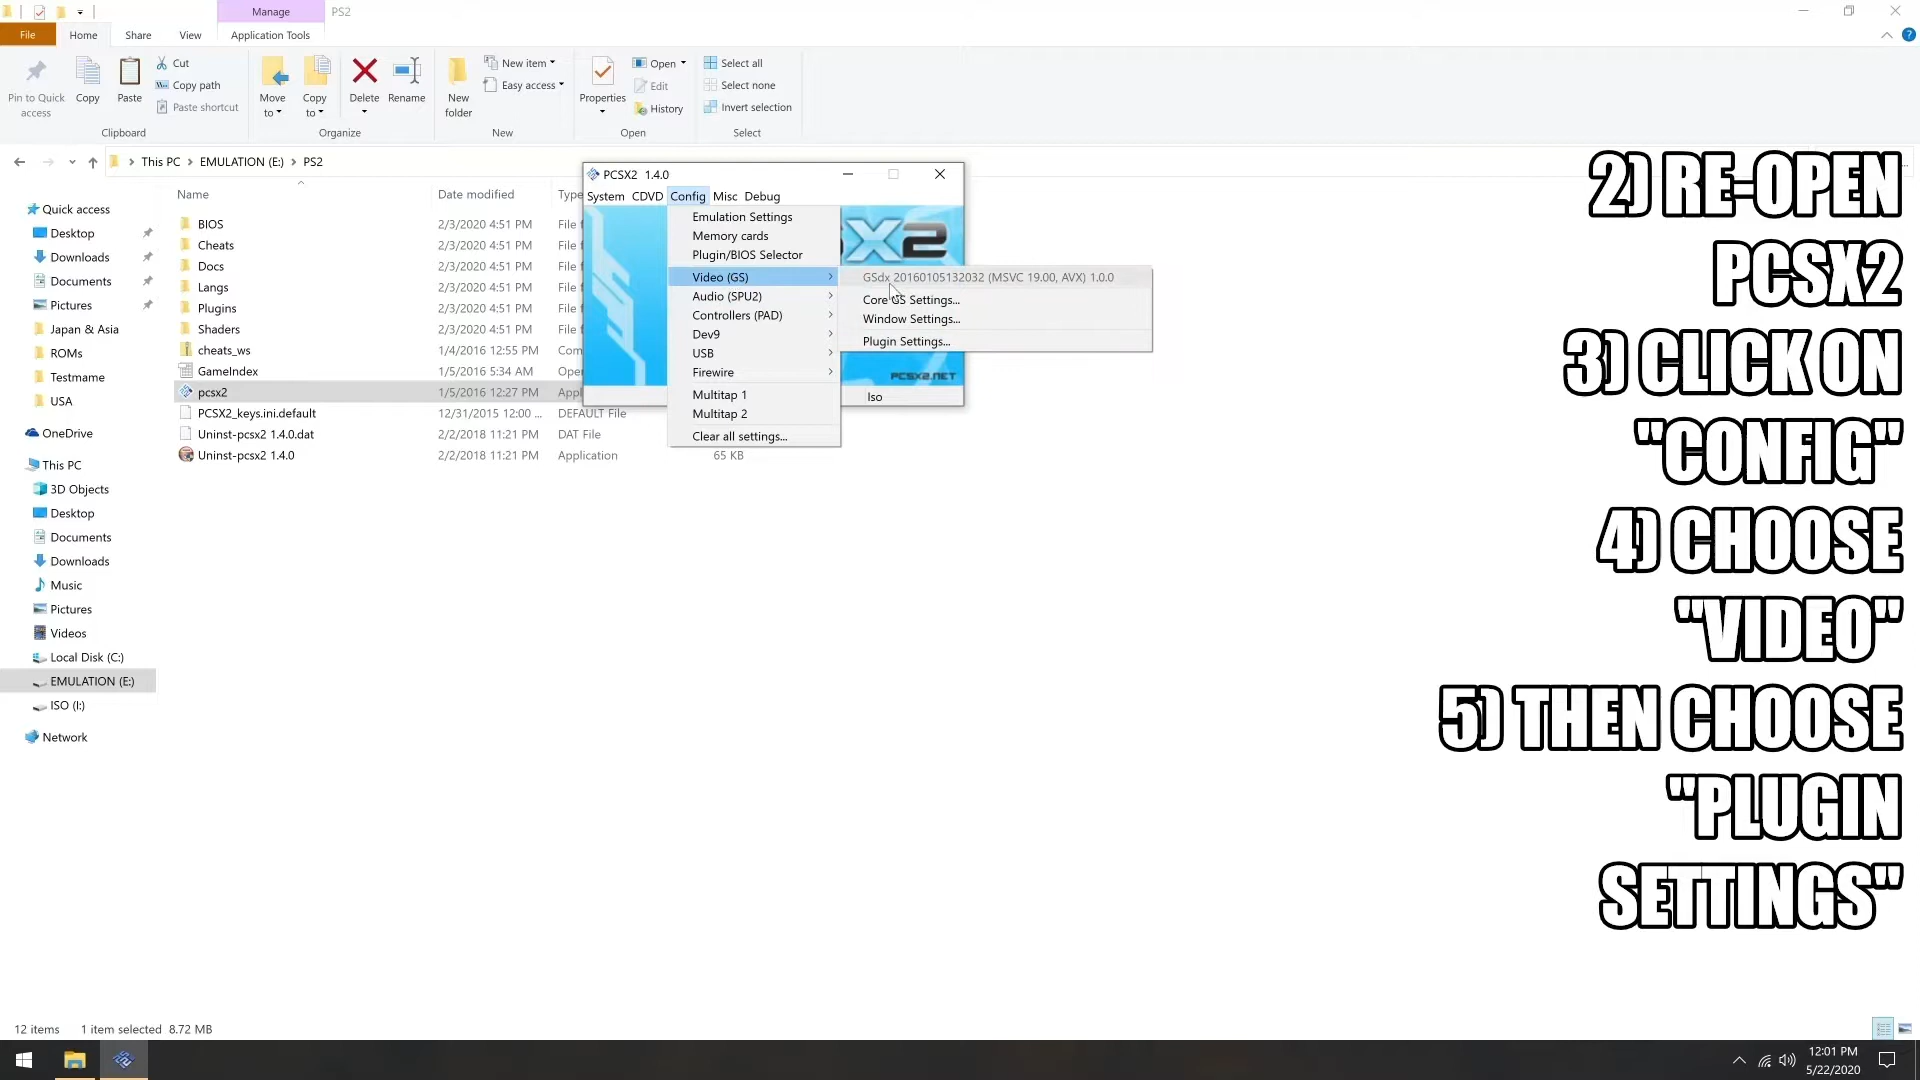 Manage
PS2
File
Home
Share
View
Application Tools
Pin to Quick access
Copy
Paste
Cut
Copy path
Paste shortcut
Clipboard
Move to
Copy to
Delete
Rename
Organize
New folder
New item
Easy access
New
Properties
Open
Edit
History
Open
Select all
Select none
Invert selection
Select
This PC
EMULATION (E:)
PS2
Quick access
Desktop
Downloads
Documents
Pictures
Japan & Asia
ROMs
Testname
USA
OneDrive
This PC
3D Objects
Desktop
Documents
Downloads
Music
Pictures
Videos
Local Disk (C:)
EMULATION (E:)
ISO (I:)
Network
Name Date modified Type
BIOS 2/3/2020 4:51 PM File f
Cheats 2/3/2020 4:51 PM File f
Docs 2/3/2020 4:51 PM File f
Langs 2/3/2020 4:51 PM File f
Plugins 2/3/2020 4:51 PM File f
Shaders 2/3/2020 4:51 PM File f
cheats_ws 1/4/2016 12:55 PM Com
GameIndex 1/5/2016 5:34 AM Open
pcsx2 1/5/2016 12:27 PM Appl
PCSX2_keys.ini.default 12/31/2015 12:00 ... DEFAULT File
Uninst-pcsx2 1.4.0.dat 2/2/2018 11:21 PM DAT File
Uninst-pcsx2 1.4.0 2/2/2018 11:21 PM Application 65 KB
PCSX2 1.4.0
System CDVD Config Misc Debug
Emulation Settings
Memory cards
Plugin/BIOS Selector
Video (GS)
Audio (SPU2)
Controllers (PAD)
Dev9
USB
Firewire
Multitap 1
Multitap 2
Clear all settings...
GSdx 20160105132032 (MSVC 19.00, AVX) 1.0.0
Core GS Settings...
Window Settings...
Plugin Settings...
X2
PCSX2.NET
Iso
2) RE-OPEN
PCSX2
3) CLICK ON
"CONFIG"
4) CHOOSE
"VIDEO"
5) THEN CHOOSE
"PLUGIN
SETTINGS"
12 items 1 item selected 8.72 MB
12:01 PM
5/22/2020